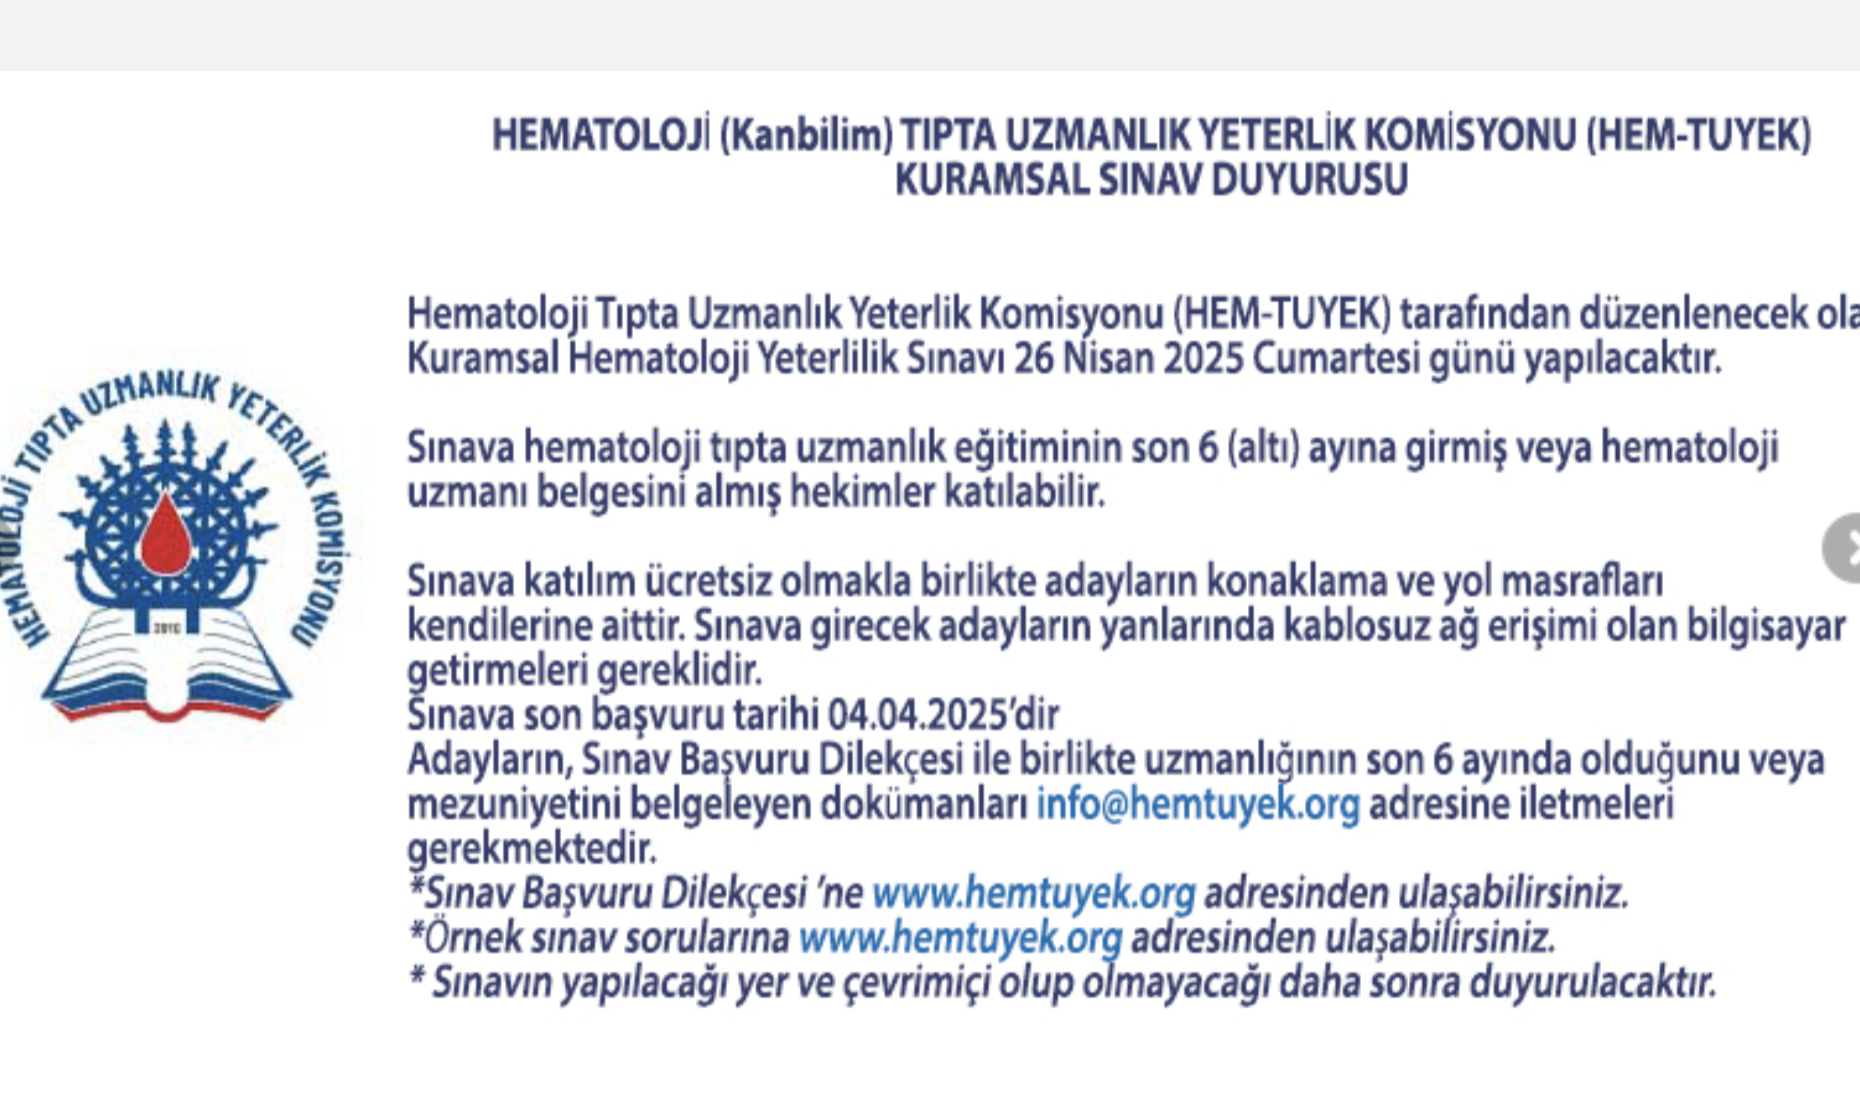 HEMATOLOJİ (Kanbilim) TIPTA UZMANLIK YETERLİK KOMİSYONU (HEM-TUYEK)
KURAMSAL SINAV DUYURUSU
HEMATOLOJİ TIPTA UZMANLIK YETERLİK KOMİSYONU
2010
Hematoloji Tıpta Uzmanlık Yeterlik Komisyonu (HEM-TUYEK) tarafından düzenlenecek ola
Kuramsal Hematoloji Yeterlilik Sınavı 26 Nisan 2025 Cumartesi günü yapılacaktır.
Sınava hematoloji tıpta uzmanlık eğitiminin son 6 (altı) ayına girmiş veya hematoloji
uzmanı belgesini almış hekimler katılabilir.
Sınava katılım ücretsiz olmakla birlikte adayların konaklama ve yol masrafları
kendilerine aittir. Sınava girecek adayların yanlarında kablosuz ağ erişimi olan bilgisayar
getirmeleri gereklidir.
Sınava son başvuru tarihi 04.04.2025’dir
Adayların, Sınav Başvuru Dilekçesi ile birlikte uzmanlığının son 6 ayında olduğunu veya
mezuniyetini belgeleyen dokümanları info@hemtuyek.org adresine iletmeleri
gerekmektedir.
*Sınav Başvuru Dilekçesi ’ne www.hemtuyek.org adresinden ulaşabilirsiniz.
*Örnek sınav sorularına www.hemtuyek.org adresinden ulaşabilirsiniz.
* Sınavın yapılacağı yer ve çevrimiçi olup olmayacağı daha sonra duyurulacaktır.